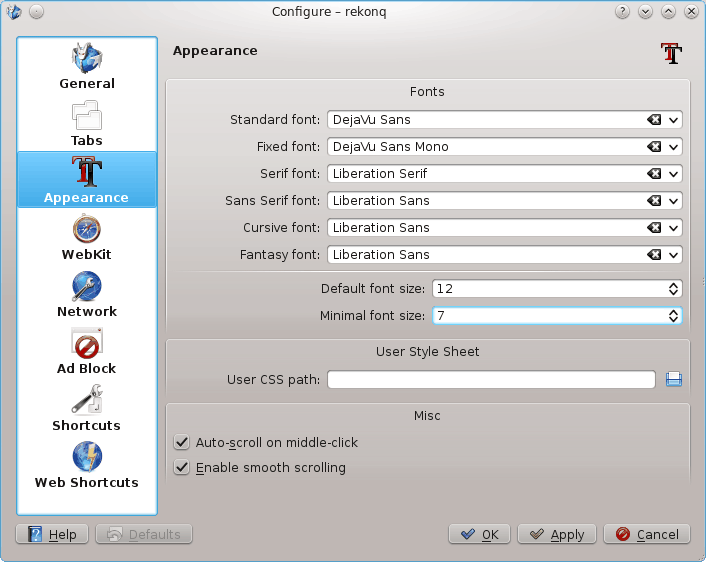 Configure – rekonq
General
Tabs
Appearance
WebKit
Network
Ad Block
Shortcuts
Web Shortcuts
Appearance
Fonts
Standard font: DejaVu Sans
Fixed font: DejaVu Sans Mono
Serif font: Liberation Serif
Sans Serif font: Liberation Sans
Cursive font: Liberation Sans
Fantasy font: Liberation Sans
Default font size: 12
Minimal font size: 7
User Style Sheet
User CSS path:
Misc
Auto-scroll on middle-click
Enable smooth scrolling
Help Defaults OK Apply Cancel